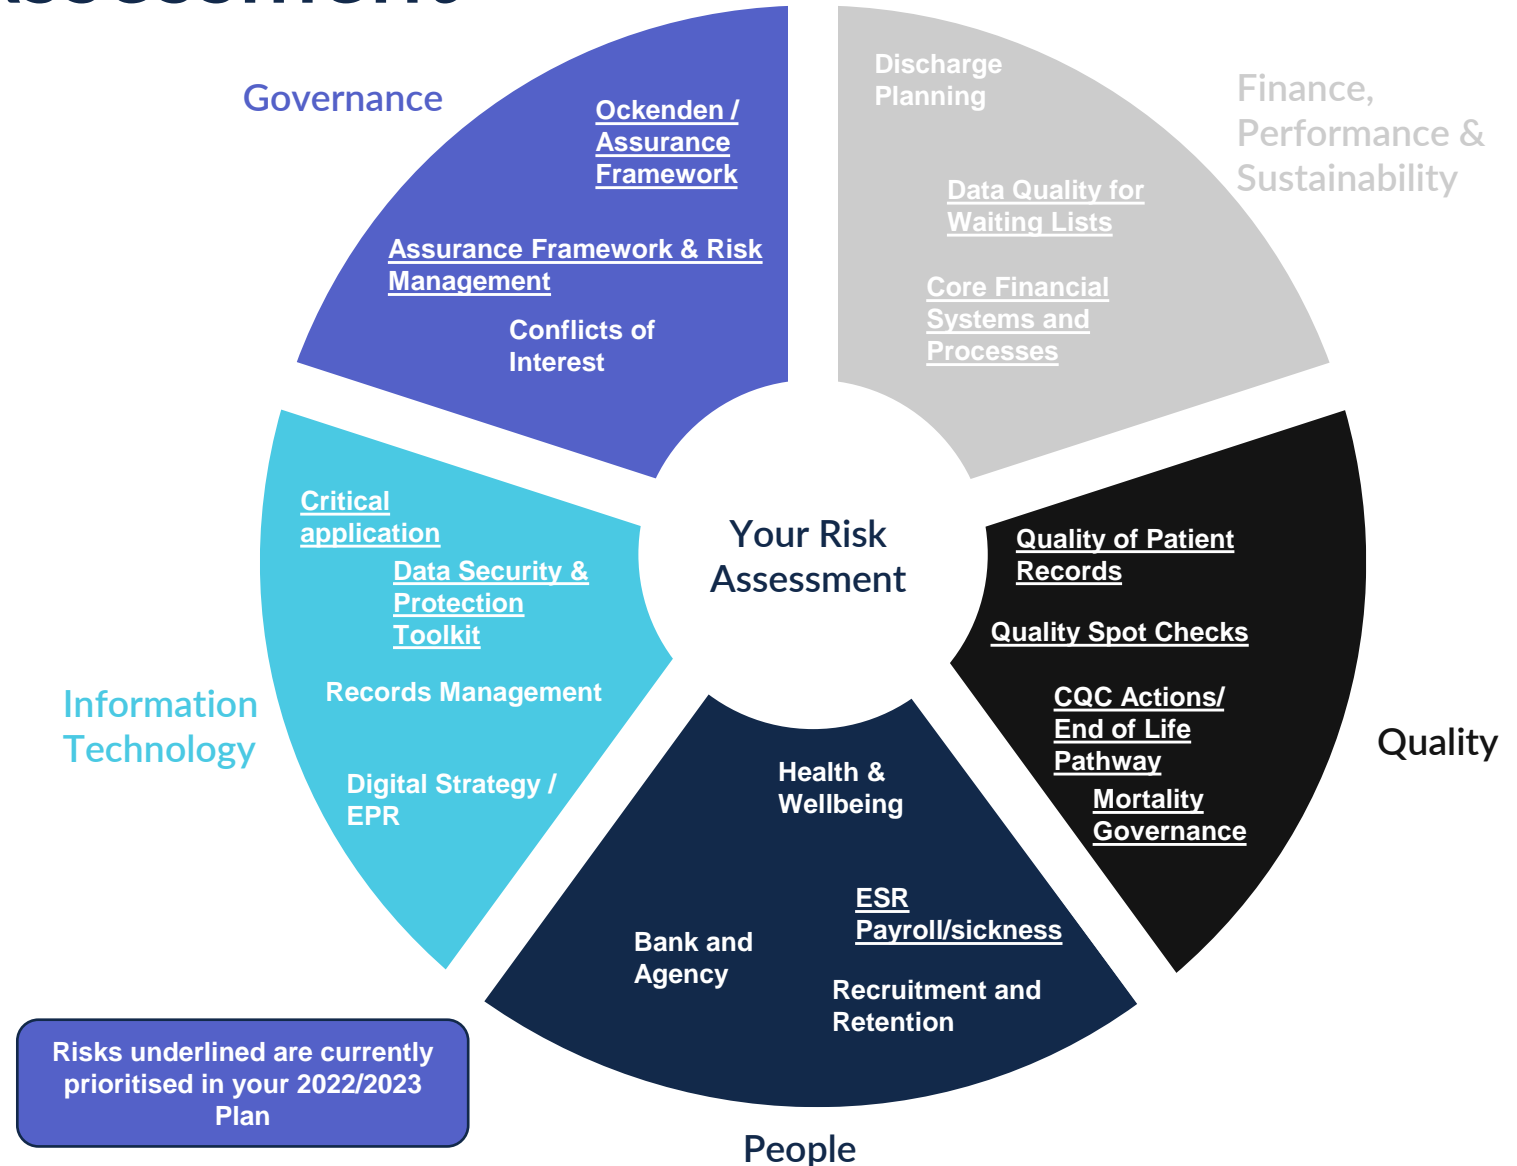 Governance
Ockenden /
Assurance
Framework
Assurance Framework & Risk
Management
Conflicts of
Interest
Discharge
Planning
Data Quality for
Waiting Lists
Core Financial
Systems and
Processes
Finance,
Performance &
Sustainability
Your Risk
Assessment
Critical
application
Data Security &
Protection
Toolkit
Records Management
Digital Strategy /
EPR
Information
Technology
Quality of Patient
Records
Quality Spot Checks
CQC Actions/
End of Life
Pathway
Mortality
Governance
Quality
Health &
Wellbeing
ESR
Payroll/sickness
Bank and
Agency
Recruitment and
Retention
People
Risks underlined are currently
prioritised in your 2022/2023
Plan